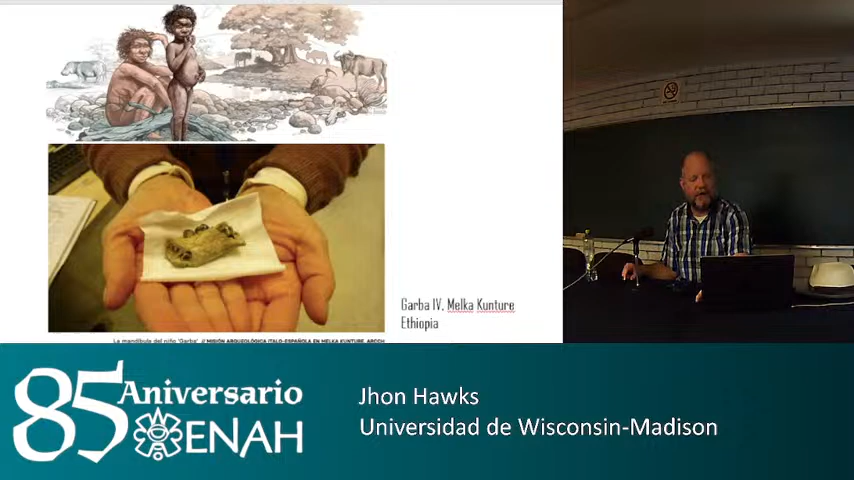 Garba IV, Melka Kunture
Ethiopia
La mandíbula del niño 'Garba' // MISIÓN ARQUEOLÓGICA ITALO-ESPAÑOLA EN MELKA KUNTURE. ARCCH
85 Aniversario
ENAH
Jhon Hawks
Universidad de Wisconsin-Madison